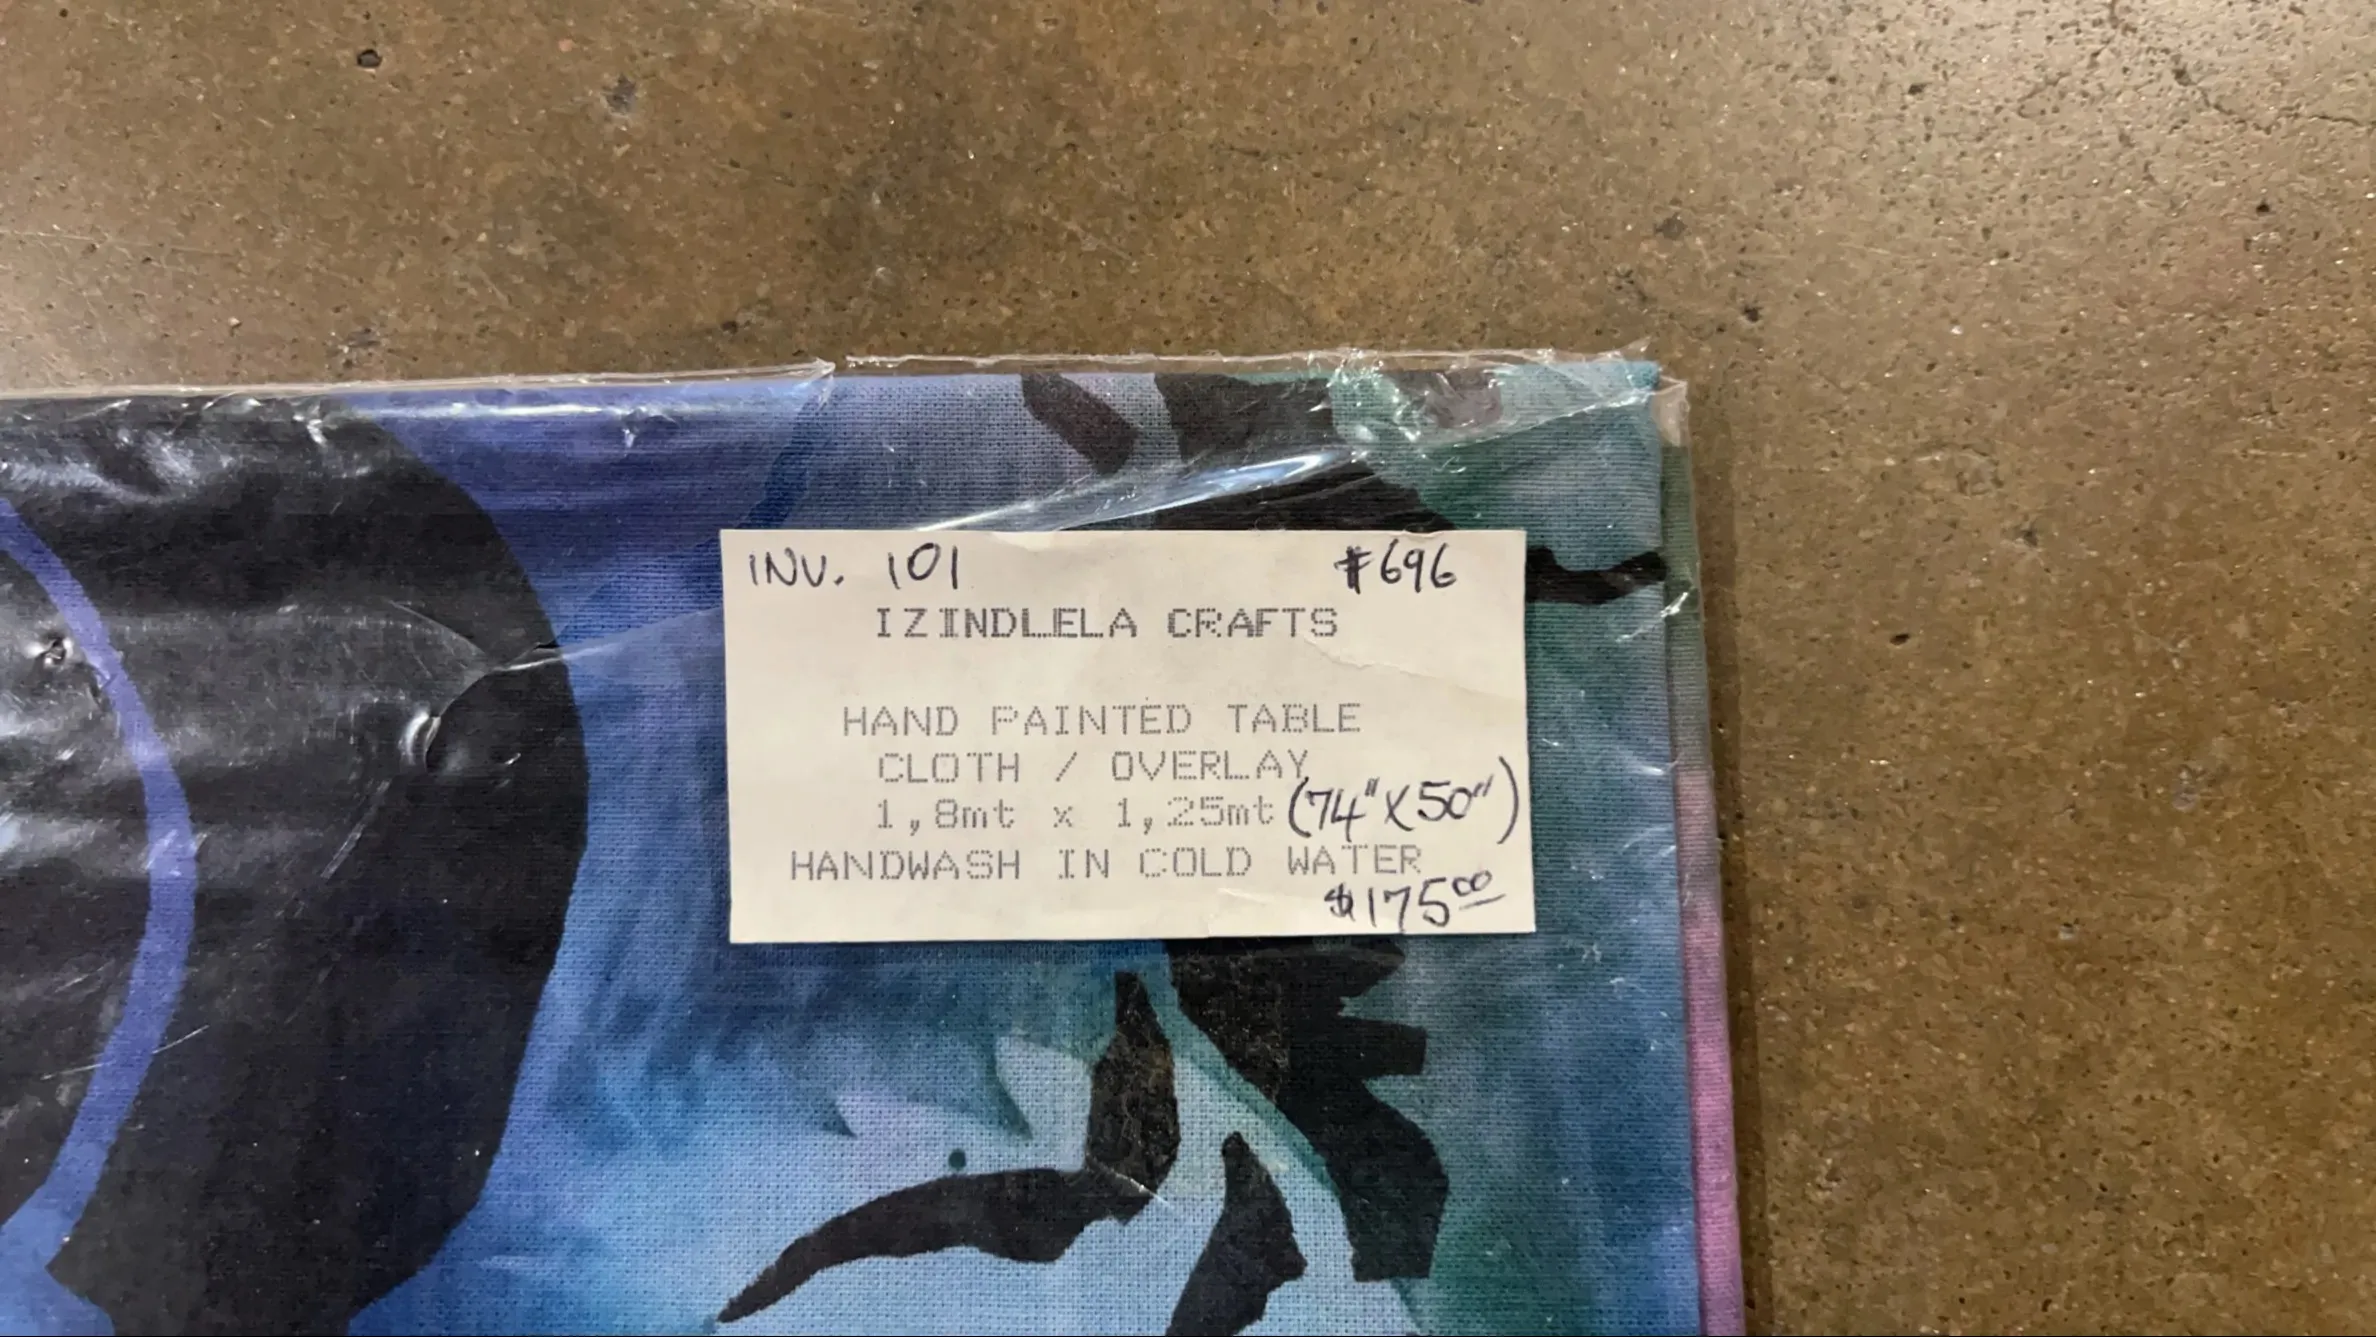 INV. 101 #696
IZINDLELA CRAFTS
HAND PAINTED TABLE
CLOTH / OVERLAY
1,8mt x 1,25mt (74" X 50")
HANDWASH IN COLD WATER
$175.00